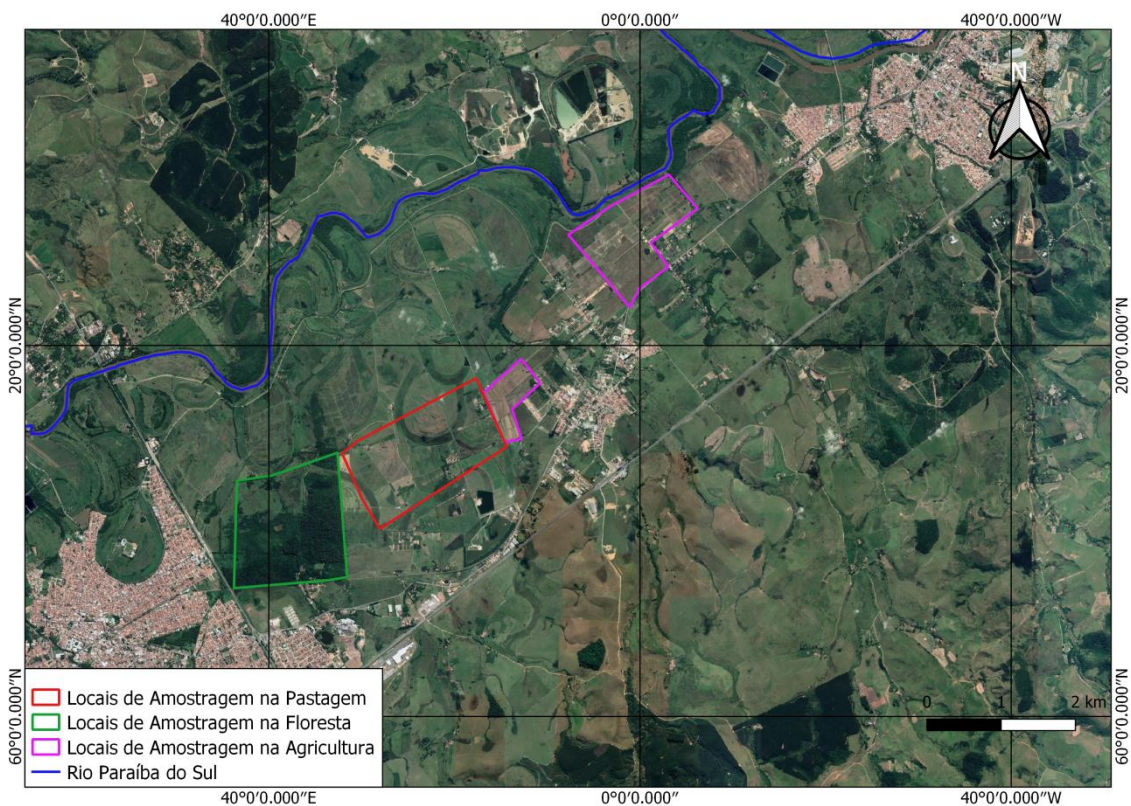 40°0'0.000"E 0°0'0.000" 40°0'0.000"W
N
20°0'0.000"N 20°0'0.000"N
60°0'0.000"N 60°0'0.000"N
Locais de Amostragem na Pastagem
Locais de Amostragem na Floresta
Locais de Amostragem na Agricultura
Rio Paraíba do Sul
0 1 2 km
40°0'0.000"E 0°0'0.000" 40°0'0.000"W